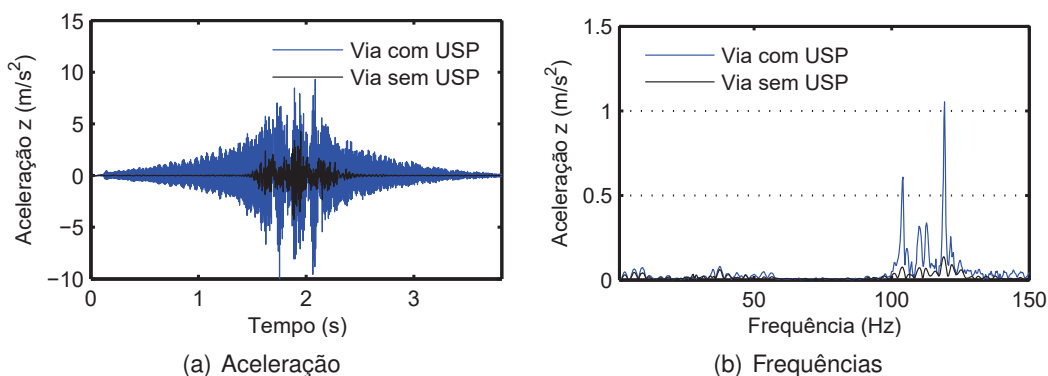 Aceleração z (m/s²)
15
10
5
0
−5
−10
0
1
2
3
Tempo (s)
Via com USP
Via sem USP
(a) Aceleração
Aceleração z (m/s²)
1.5
1
0.5
0
50
100
150
Frequência (Hz)
Via com USP
Via sem USP
(b) Frequências